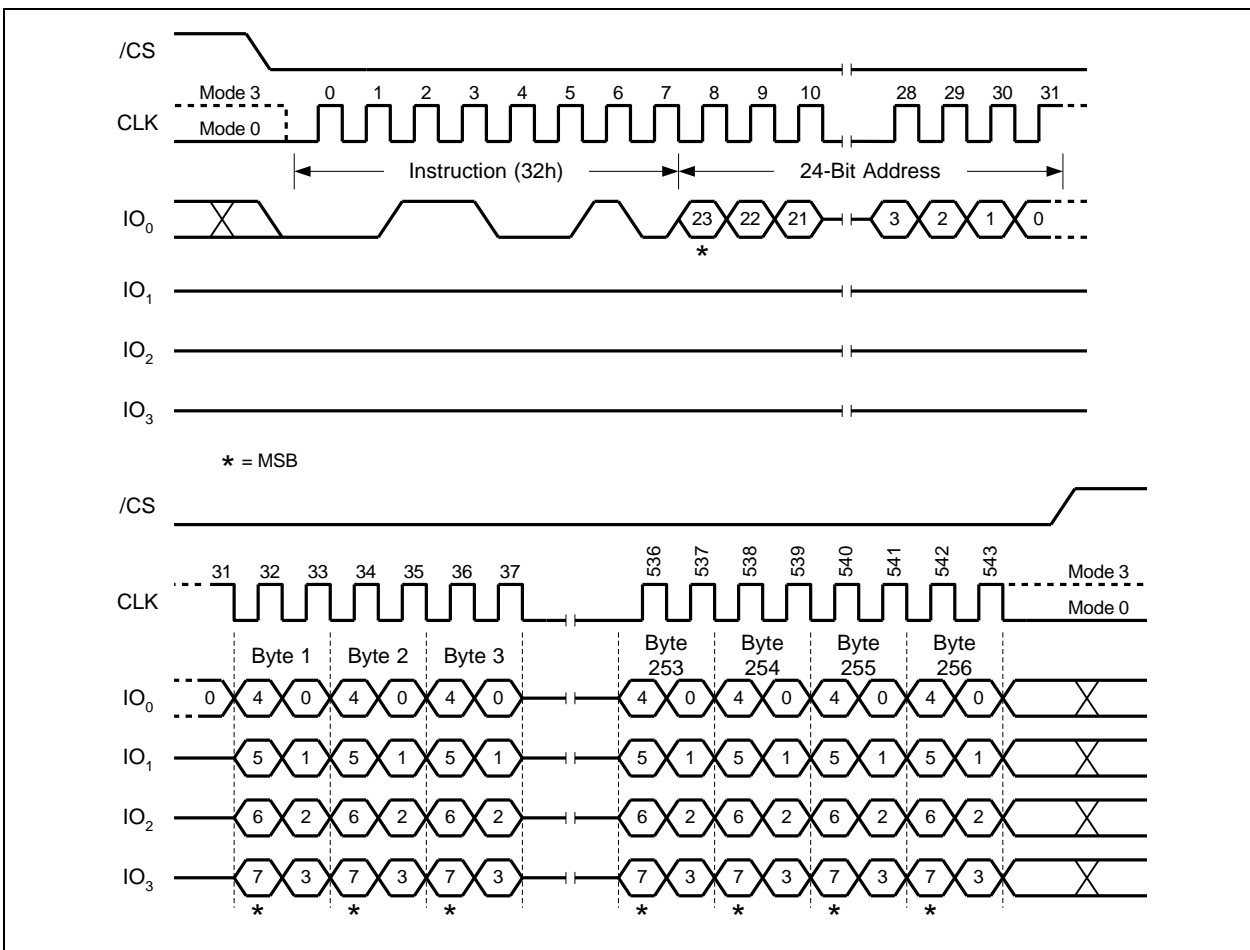 /CS
Mode 3
0 1 2 3 4 5 6 7 8 9 10 28 29 30 31
CLK
Mode 0
Instruction (32h) 24-Bit Address
IO0 23 22 21 3 2 1 0
*
IO1
IO2
IO3
* = MSB
/CS
31 32 33 34 35 36 37 536 537 538 539 540 541 542 543
Mode 3
CLK
Mode 0
Byte 1 Byte 2 Byte 3 Byte 253 Byte 254 Byte 255 Byte 256
IO0 0 4 0 4 0 4 0 4 0 4 0 4 0 4 0
IO1 5 1 5 1 5 1 5 1 5 1 5 1 5 1
IO2 6 2 6 2 6 2 6 2 6 2 6 2 6 2
IO3 7 3 7 3 7 3 7 3 7 3 7 3 7 3
* * * * * * *